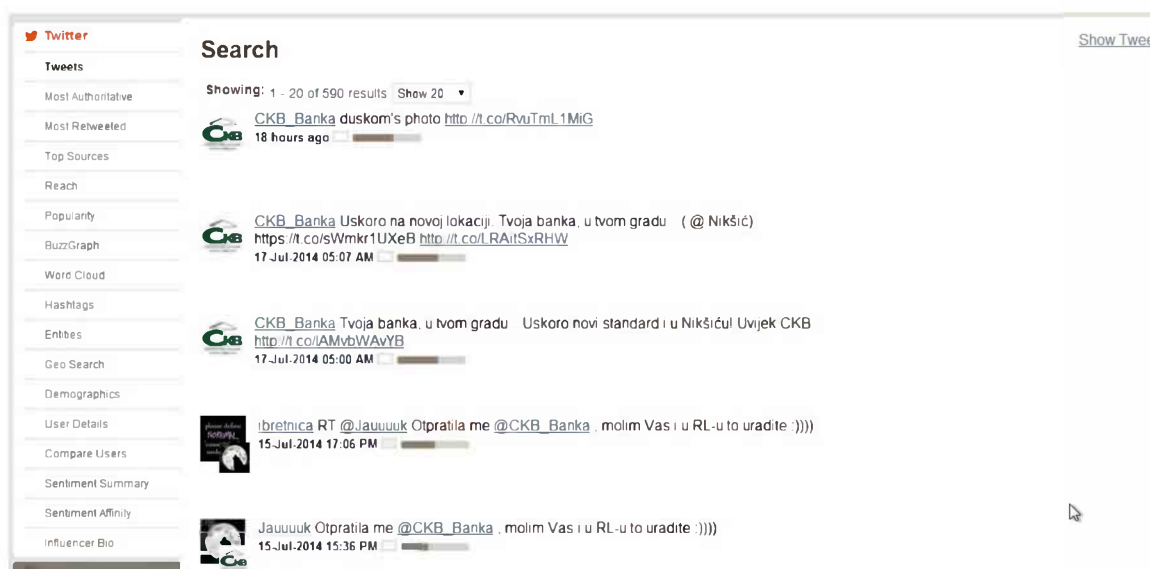 Twitter
Tweets
Most Authoritative
Most Retweeted
Top Sources
Reach
Popularity
BuzzGraph
Word Cloud
Hashtags
Entities
Geo Search
Demographics
User Details
Compare Users
Sentiment Summary
Sentiment Affinity
Influencer Bio
Show Twee
Search
Showing: 1 - 20 of 590 results Show 20
CKB_Banka duskom's photo http://t.co/RvuTmL1MiG
18 hours ago
CKB_Banka Uskoro na novoj lokaciji. Tvoja banka, u tvom gradu ( @ Nikšić)
https://t.co/sWmkr1UXeB http://t.co/LRAitSxRHW
17-Jul-2014 05:07 AM
CKB_Banka Tvoja banka, u tvom gradu Uskoro novi standard i u Nikšiću! Uvijek CKB
http://t.co/lAMvbWAvYB
17-Jul-2014 05:00 AM
ibretnica RT @Jauuuuk Otpratila me @CKB_Banka , molim Vas i u RL-u to uradite :))))
15-Jul-2014 17:06 PM
Jauuuuk Otpratila me @CKB_Banka , molim Vas i u RL-u to uradite :))))
15-Jul-2014 15:36 PM